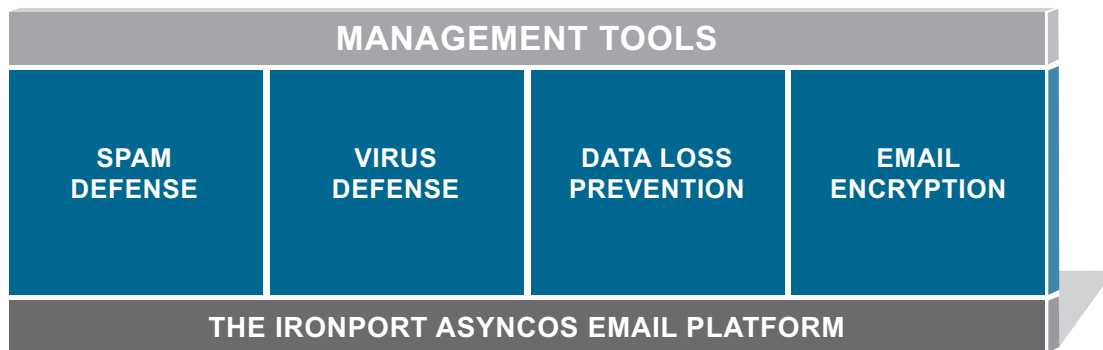 MANAGEMENT TOOLS
SPAM
DEFENSE
VIRUS
DEFENSE
DATA LOSS
PREVENTION
EMAIL
ENCRYPTION
THE IRONPORT ASYNCOS EMAIL PLATFORM